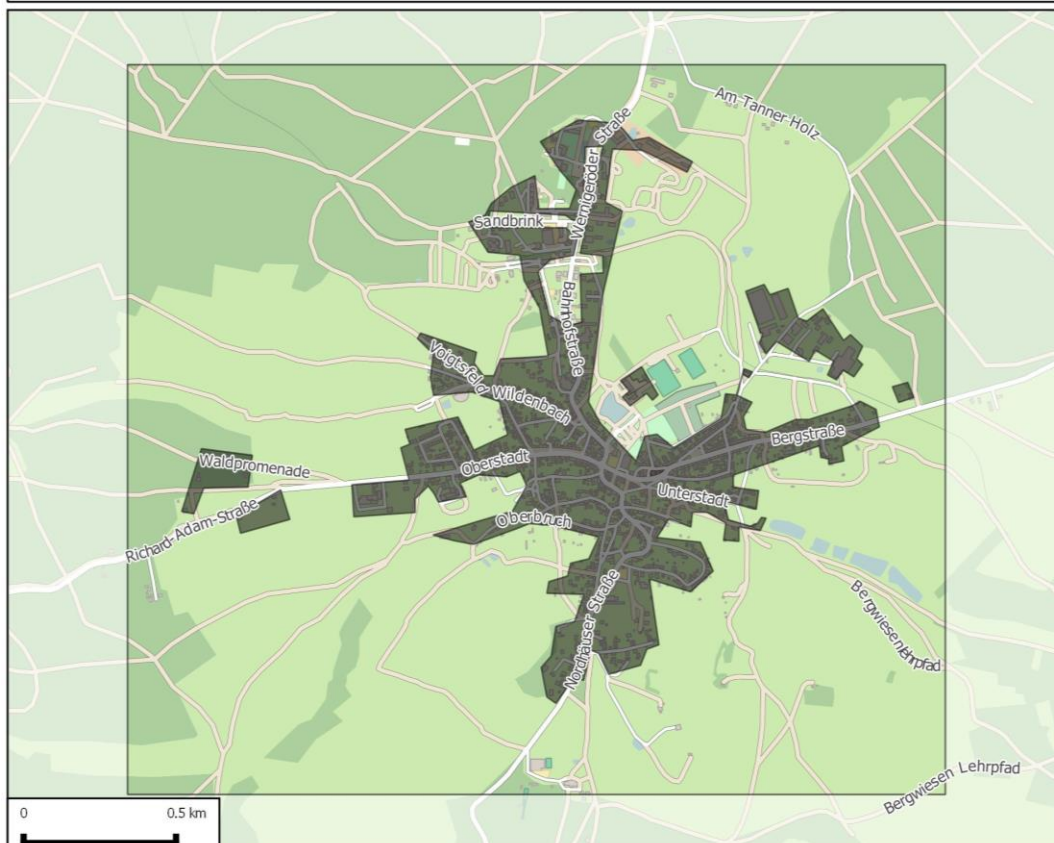 Am-Tanner-Holz
Wernigeröder Straße
Sandbrink
Bahnhofstraße
Voigtsfeld
Wildenbach
Bergstraße
Oberstadt
Waldpromenade
Unterstadt
Oberbruch
Richard-Adam-Straße
Nordhäuser Straße
Bergwiesenlehrpfad
Bergwiesen Lehrpfad
0 0.5 km